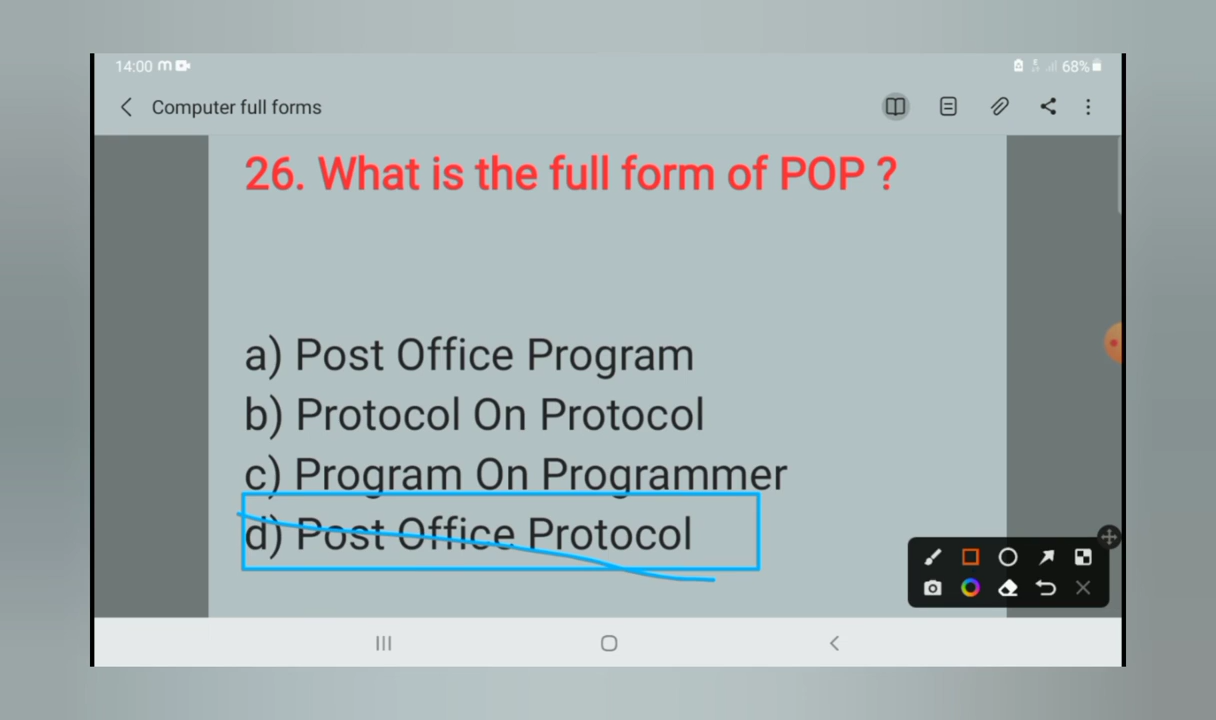 14:00 m 68%
Computer full forms
26. What is the full form of POP ?
a) Post Office Program
b) Protocol On Protocol
c) Program On Programmer
d) Post Office Protocol